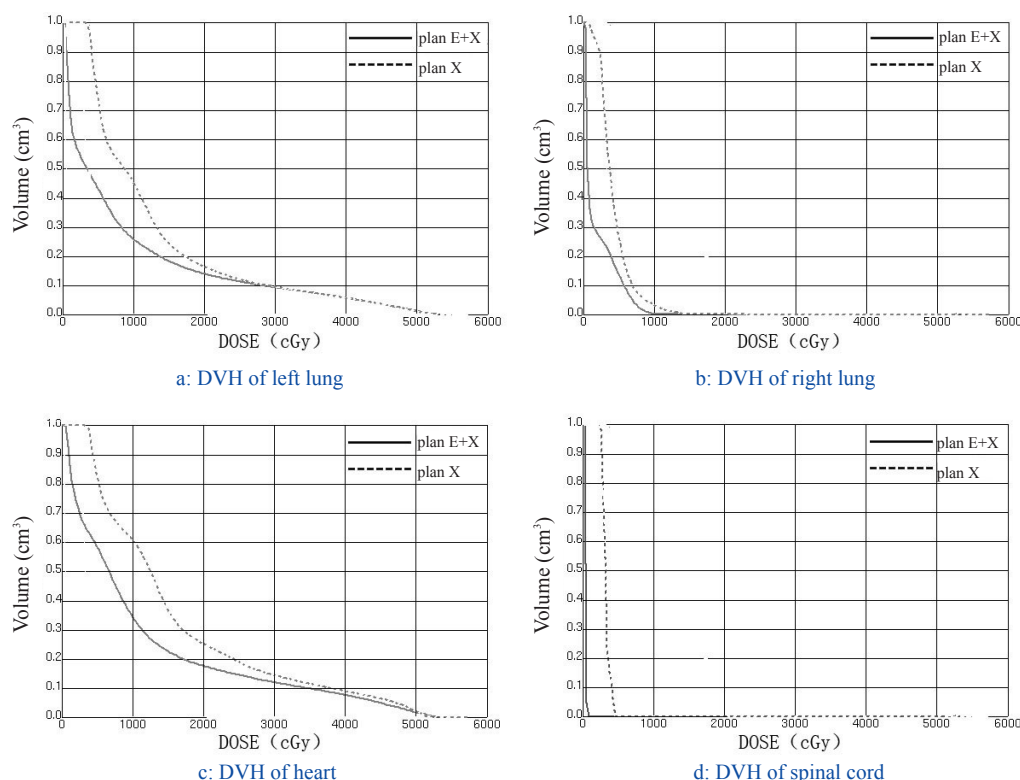 1.0
0.9
0.8
0.7
0.6
0.5
0.4
0.3
0.2
0.1
0.0
Volume (cm³)
plan E+X
plan X
0 1000 2000 3000 4000 5000 6000
DOSE (cGy)
a: DVH of left lung
1.0
0.9
0.8
0.7
0.6
0.5
0.4
0.3
0.2
0.1
0.0
Volume (cm³)
plan E+X
plan X
0 1000 2000 3000 4000 5000 6000
DOSE (cGy)
b: DVH of right lung
1.0
0.9
0.8
0.7
0.6
0.5
0.4
0.3
0.2
0.1
0.0
Volume (cm³)
plan E+X
plan X
0 1000 2000 3000 4000 5000 6000
DOSE (cGy)
c: DVH of heart
1.0
0.9
0.8
0.7
0.6
0.5
0.4
0.3
0.2
0.1
0.0
Volume (cm³)
plan E+X
plan X
0 1000 2000 3000 4000 5000 6000
DOSE (cGy)
d: DVH of spinal cord